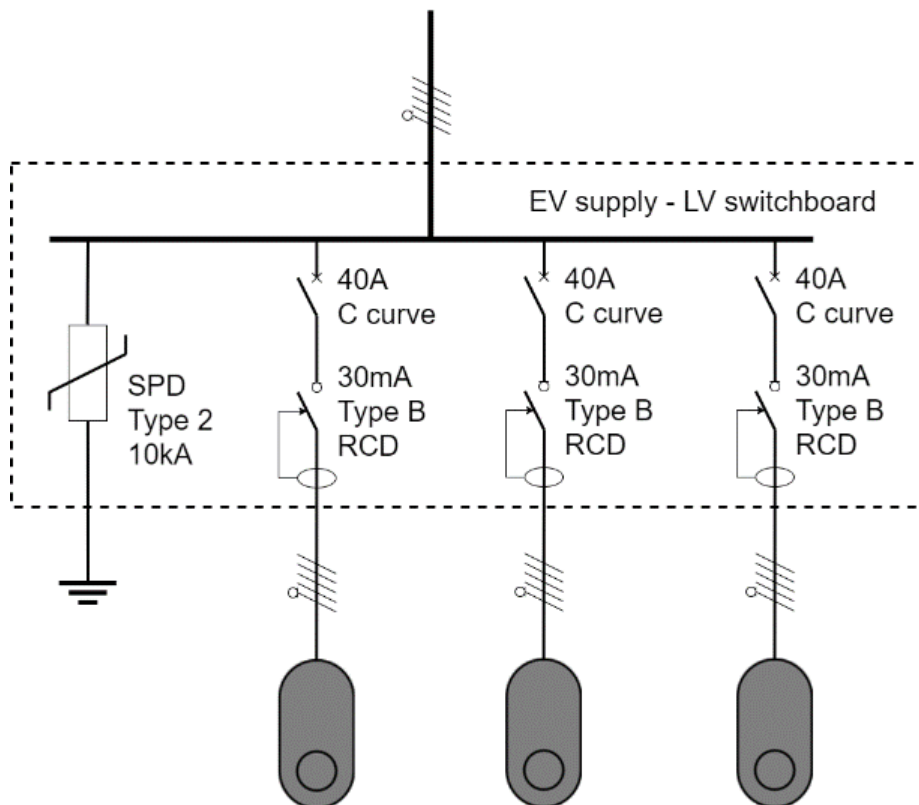 EV supply - LV switchboard
40A
C curve
40A
C curve
40A
C curve
SPD
Type 2
10kA
30mA
Type B
RCD
30mA
Type B
RCD
30mA
Type B
RCD